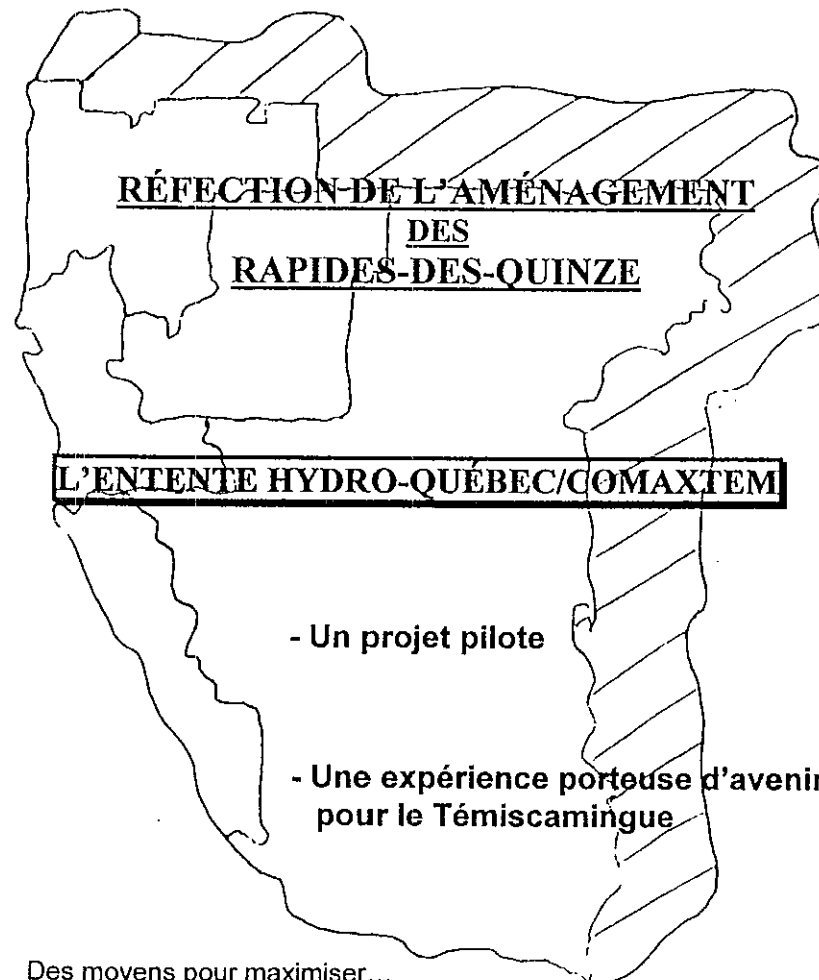 RÉFECTION DE L'AMÉNAGEMENT
DES
RAPIDES-DES-QUINZE
L'ENTENTE HYDRO-QUÉBEC/COMAXTEM
- Un projet pilote
- Une expérience porteuse d'avenir
pour le Témiscamingue
Des moyens pour maximiser...